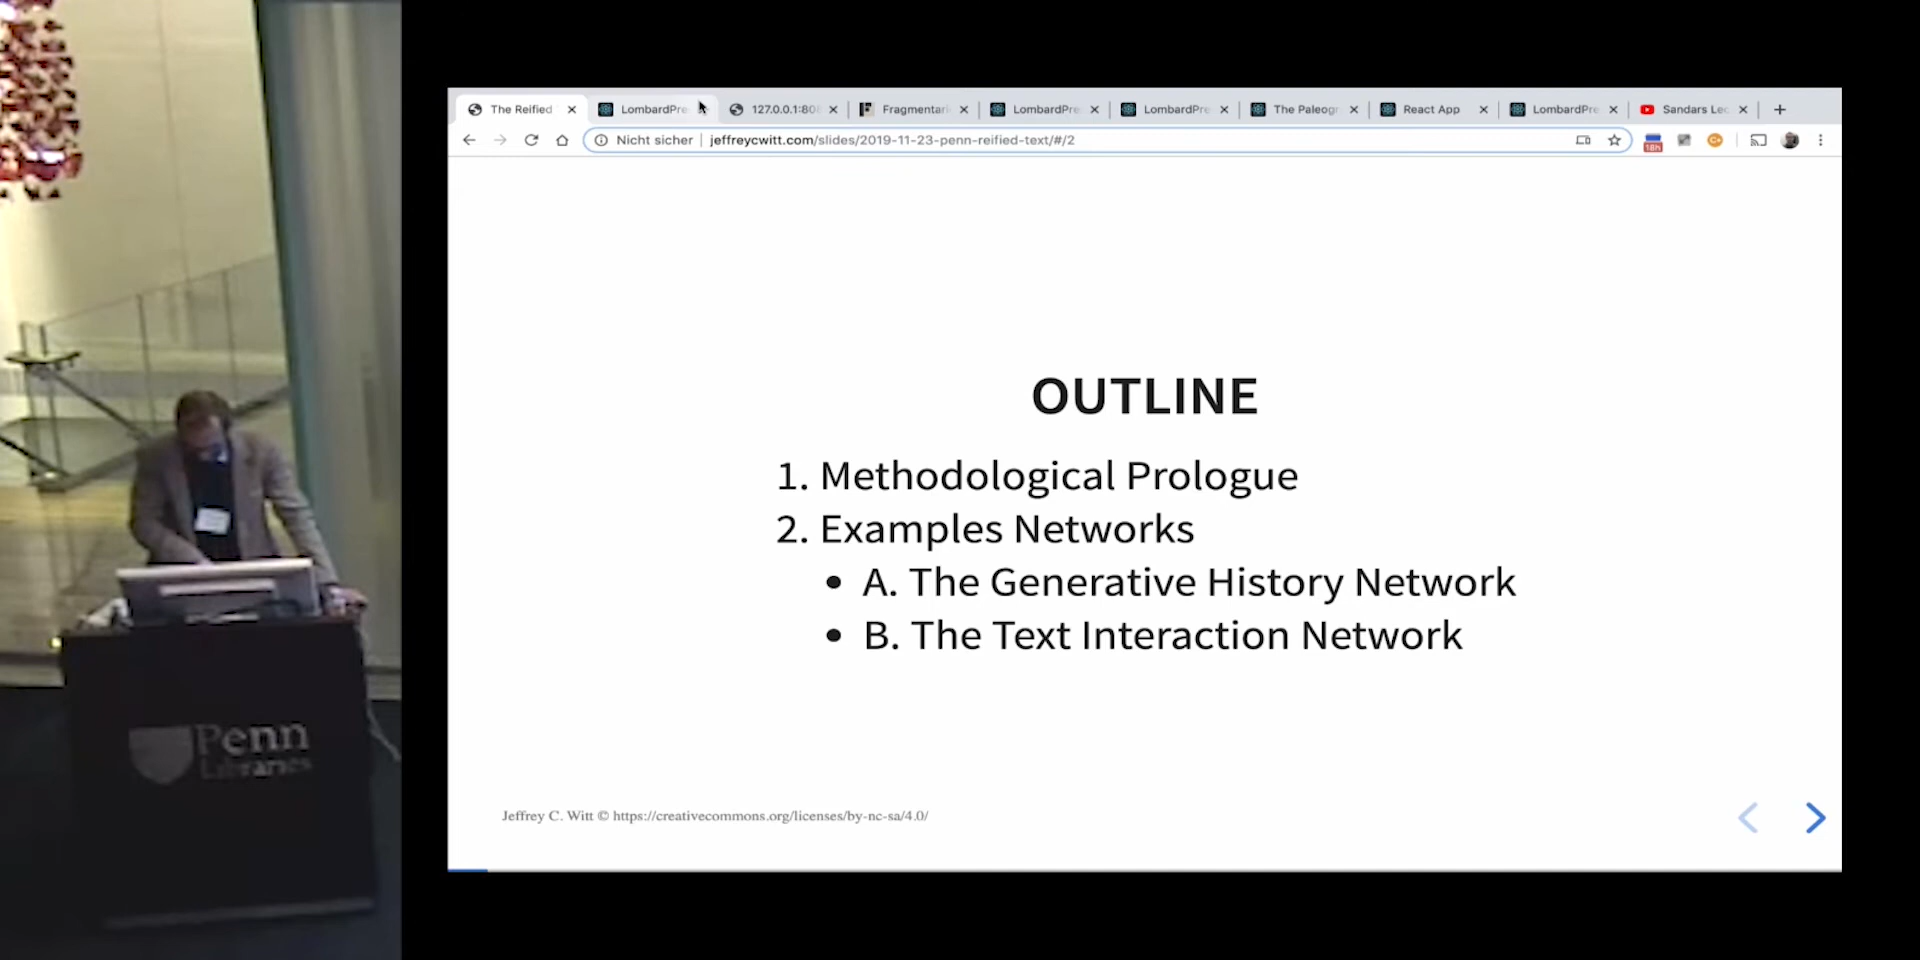 The Reified
LombardPre
127.0.0.1:80
Fragmentari
LombardPre
LombardPre
The Paleogr
React App
LombardPre
Sandars Lec
Nicht sicher
jeffreycwitt.com/slides/2019-11-23-penn-reified-text/#/2
18h
OUTLINE
1. Methodological Prologue
2. Examples Networks
• A. The Generative History Network
• B. The Text Interaction Network
Jeffrey C. Witt © https://creativecommons.org/licenses/by-nc-sa/4.0/
Penn
Libraries